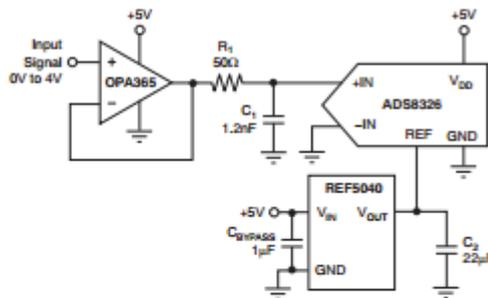 +5V
Input
Signal
0V to 4V
+
OPA365
−
R1
50Ω
C1
1.2nF
+5V
+IN
VDD
ADS8326
−IN
REF
GND
REF5040
+5V
VIN
VOUT
CBYPASS
1μF
GND
C2
22μF